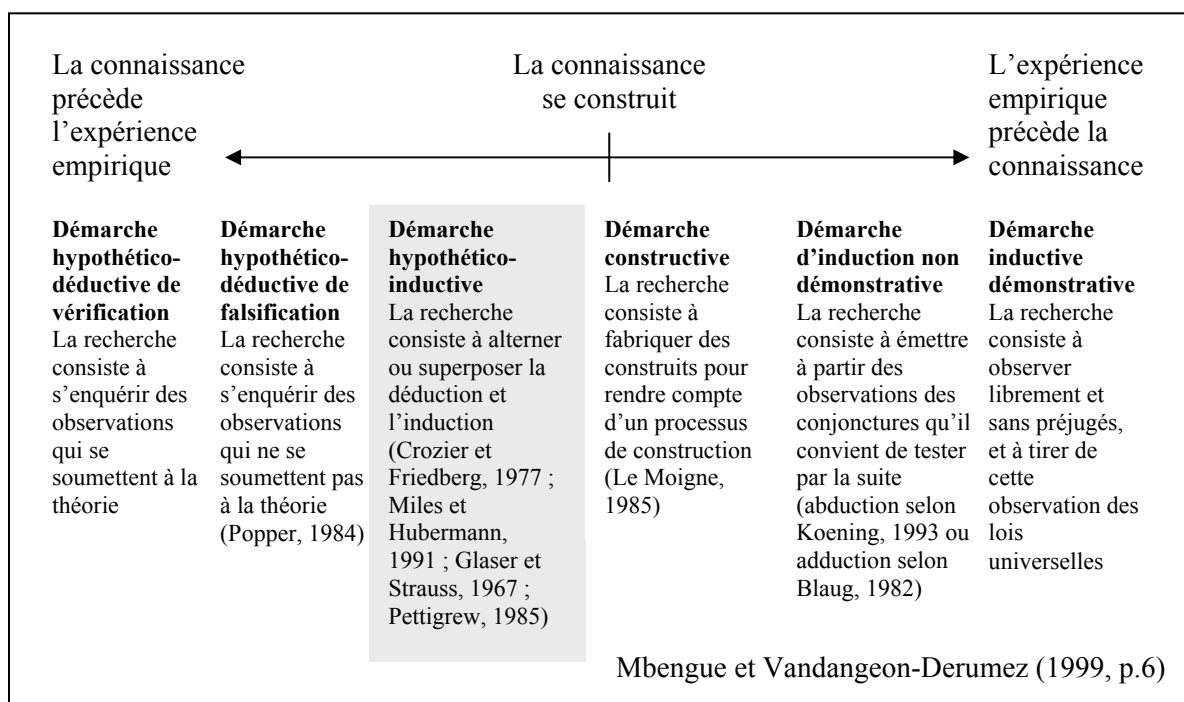 La connaissance
précède
l'expérience
empirique
La connaissance
se construit
L'expérience
empirique
précède la
connaissance
Démarche
hypothético-
déductive de
vérification
La recherche
consiste à
s'enquérir des
observations
qui se
soumettent à la
théorie
Démarche
hypothético-
déductive de
falsification
La recherche
consiste à
s'enquérir des
observations
qui ne se
soumettent pas
à la théorie
(Popper, 1984)
Démarche
hypothético-
inductive
La recherche
consiste à alterner
ou superposer la
déduction et
l'induction
(Crozier et
Friedberg, 1977 ;
Miles et
Hubermann,
1991 ; Glaser et
Strauss, 1967 ;
Pettigrew, 1985)
Démarche
constructive
La recherche
consiste à
fabriquer des
construits pour
rendre compte
d'un processus
de construction
(Le Moigne,
1985)
Démarche
d'induction non
démonstrative
La recherche
consiste à émettre
à partir des
observations des
conjonctures qu'il
convient de tester
par la suite
(abduction selon
Koening, 1993 ou
adduction selon
Blaug, 1982)
Démarche
inductive
démonstrative
La recherche
consiste à
observer
librement et
sans préjugés,
et à tirer de
cette
observation des
lois
universelles
Mbengue et Vandangeon-Derumez (1999, p.6)